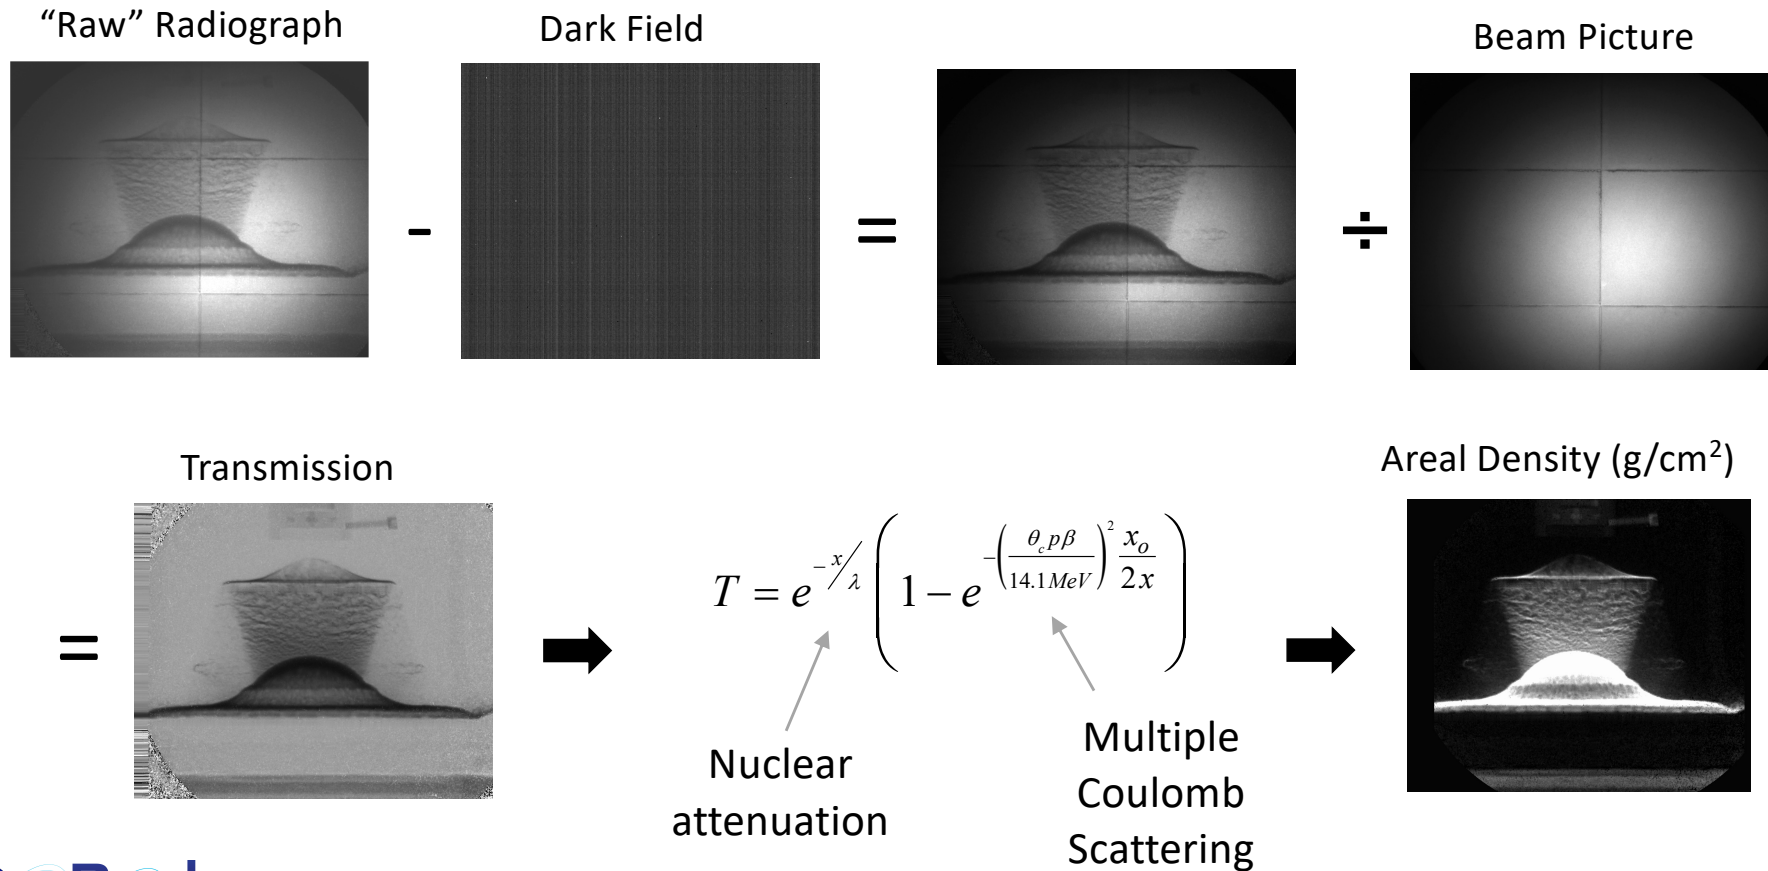 “Raw” Radiograph
Dark Field
Beam Picture
-
=
÷
Transmission
Areal Density (g/cm²)
=
T = e^{-x/λ} ( 1 − e^{-(θ_c p β / 14.1 MeV)^2 x_o / 2x} )
Nuclear
attenuation
Multiple
Coulomb
Scattering